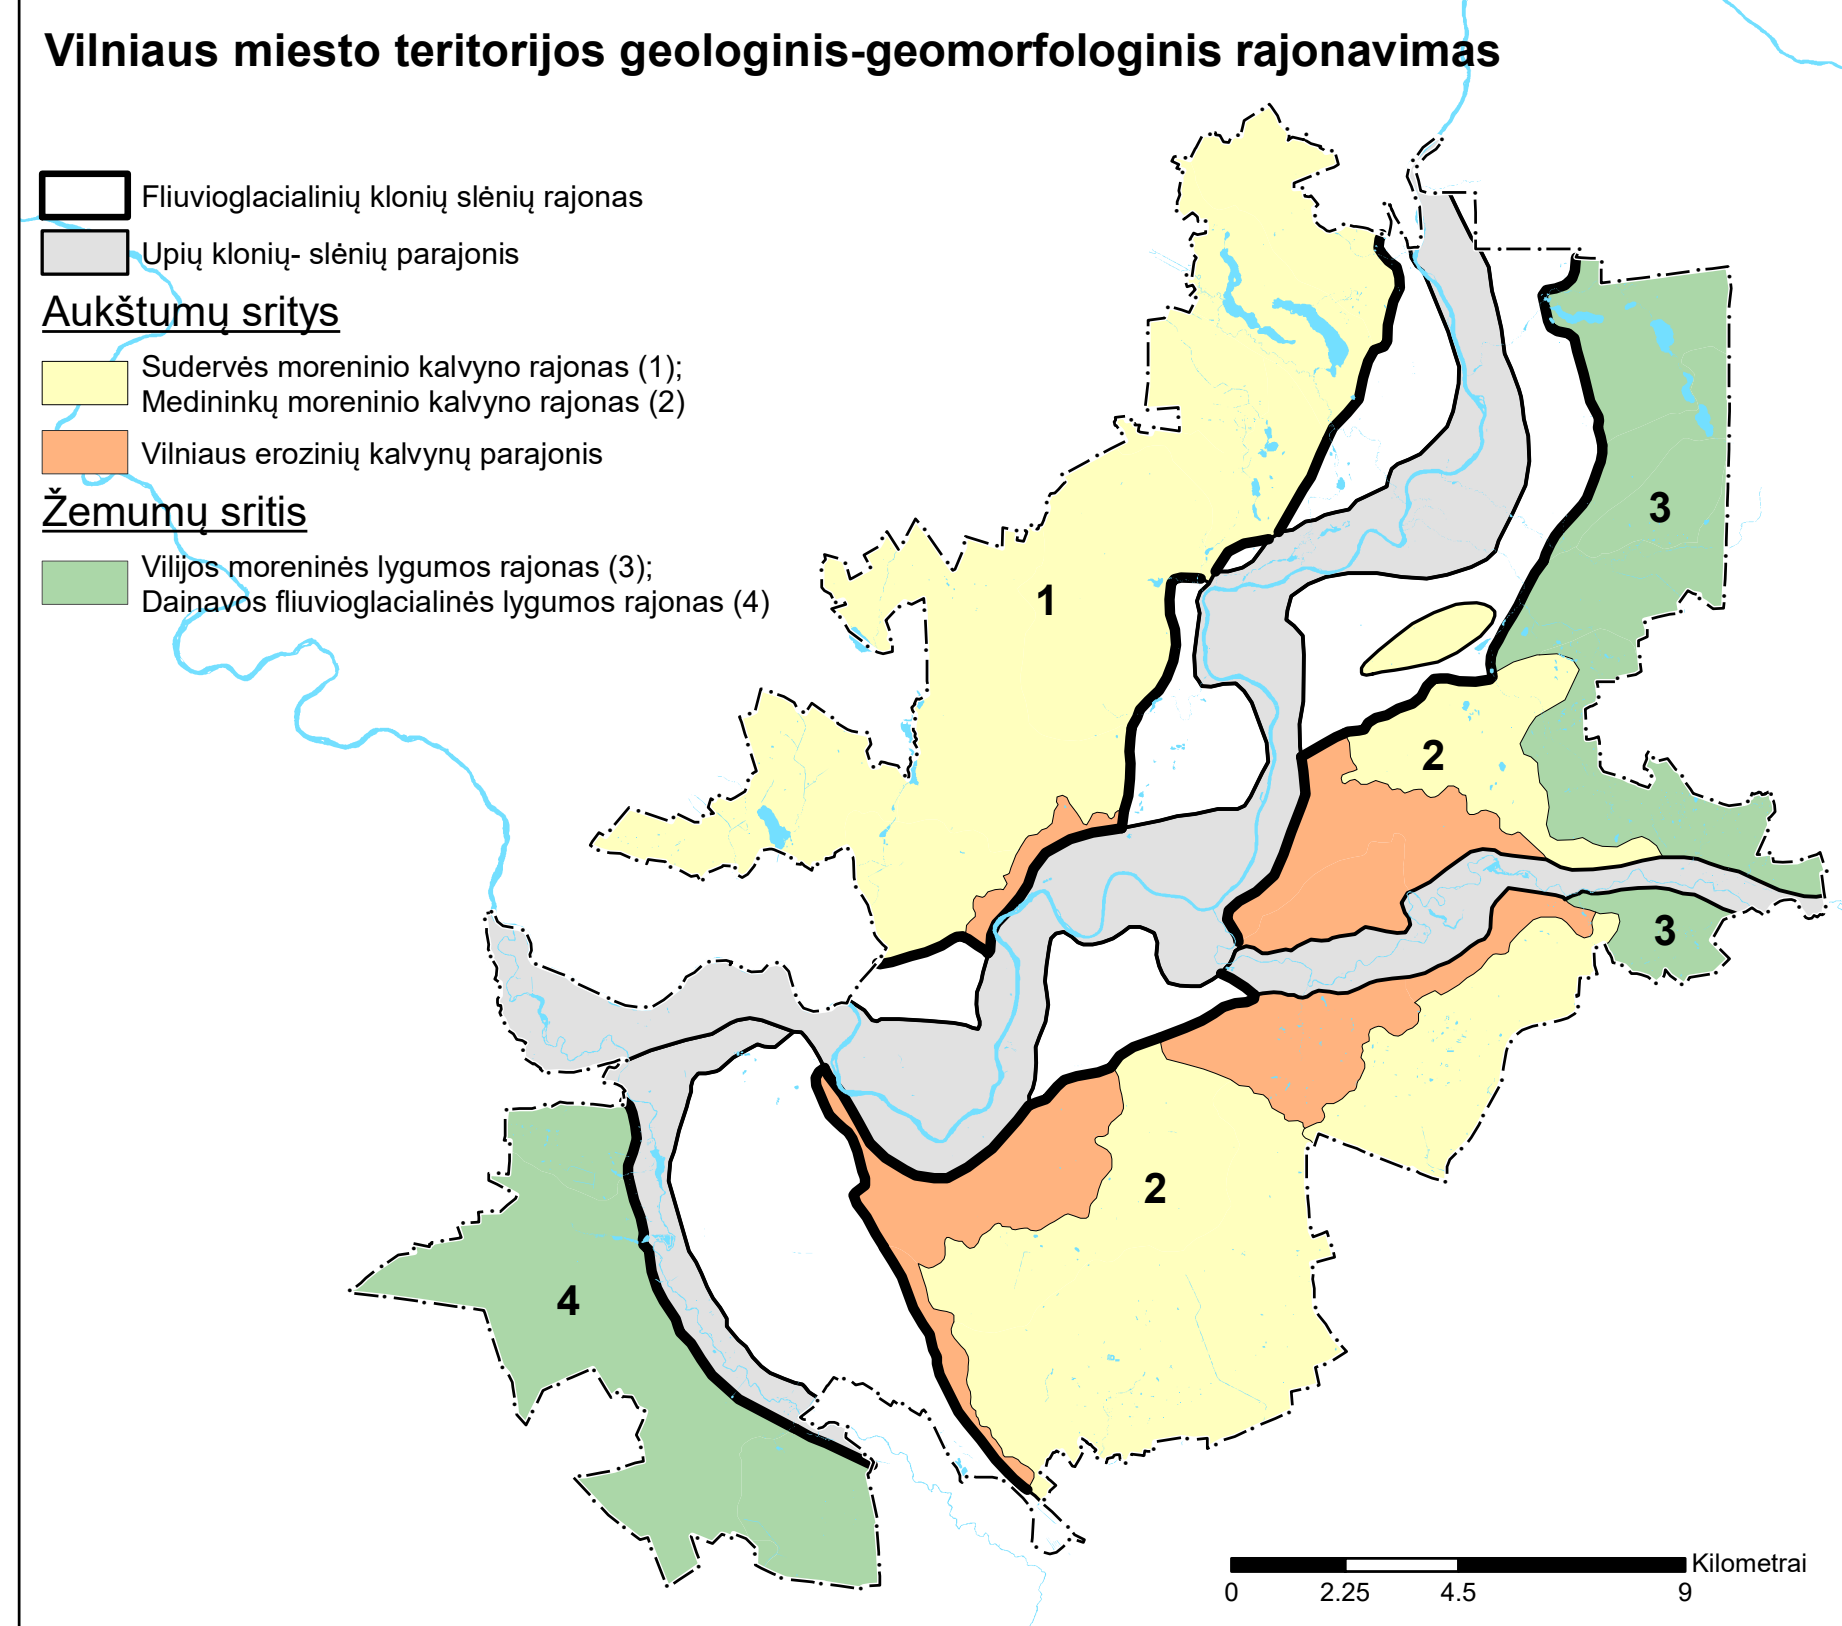 Vilniaus miesto teritorijos geologinis-geomorfologinis rajonavimas
Fliuvioglacialinių klonių slėnių rajonas
Upių klonių- slėnių parajonis
Aukštumų sritys
Sudervės moreninio kalvyno rajonas (1);
Medininkų moreninio kalvyno rajonas (2)
Vilniaus erozinių kalvynų parajonis
Žemumų sritis
Vilijos moreninės lygumos rajonas (3);
Dainavos fliuvioglacialinės lygumos rajonas (4)
3
1
2
3
2
4
Kilometrai
0 2.25 4.5 9